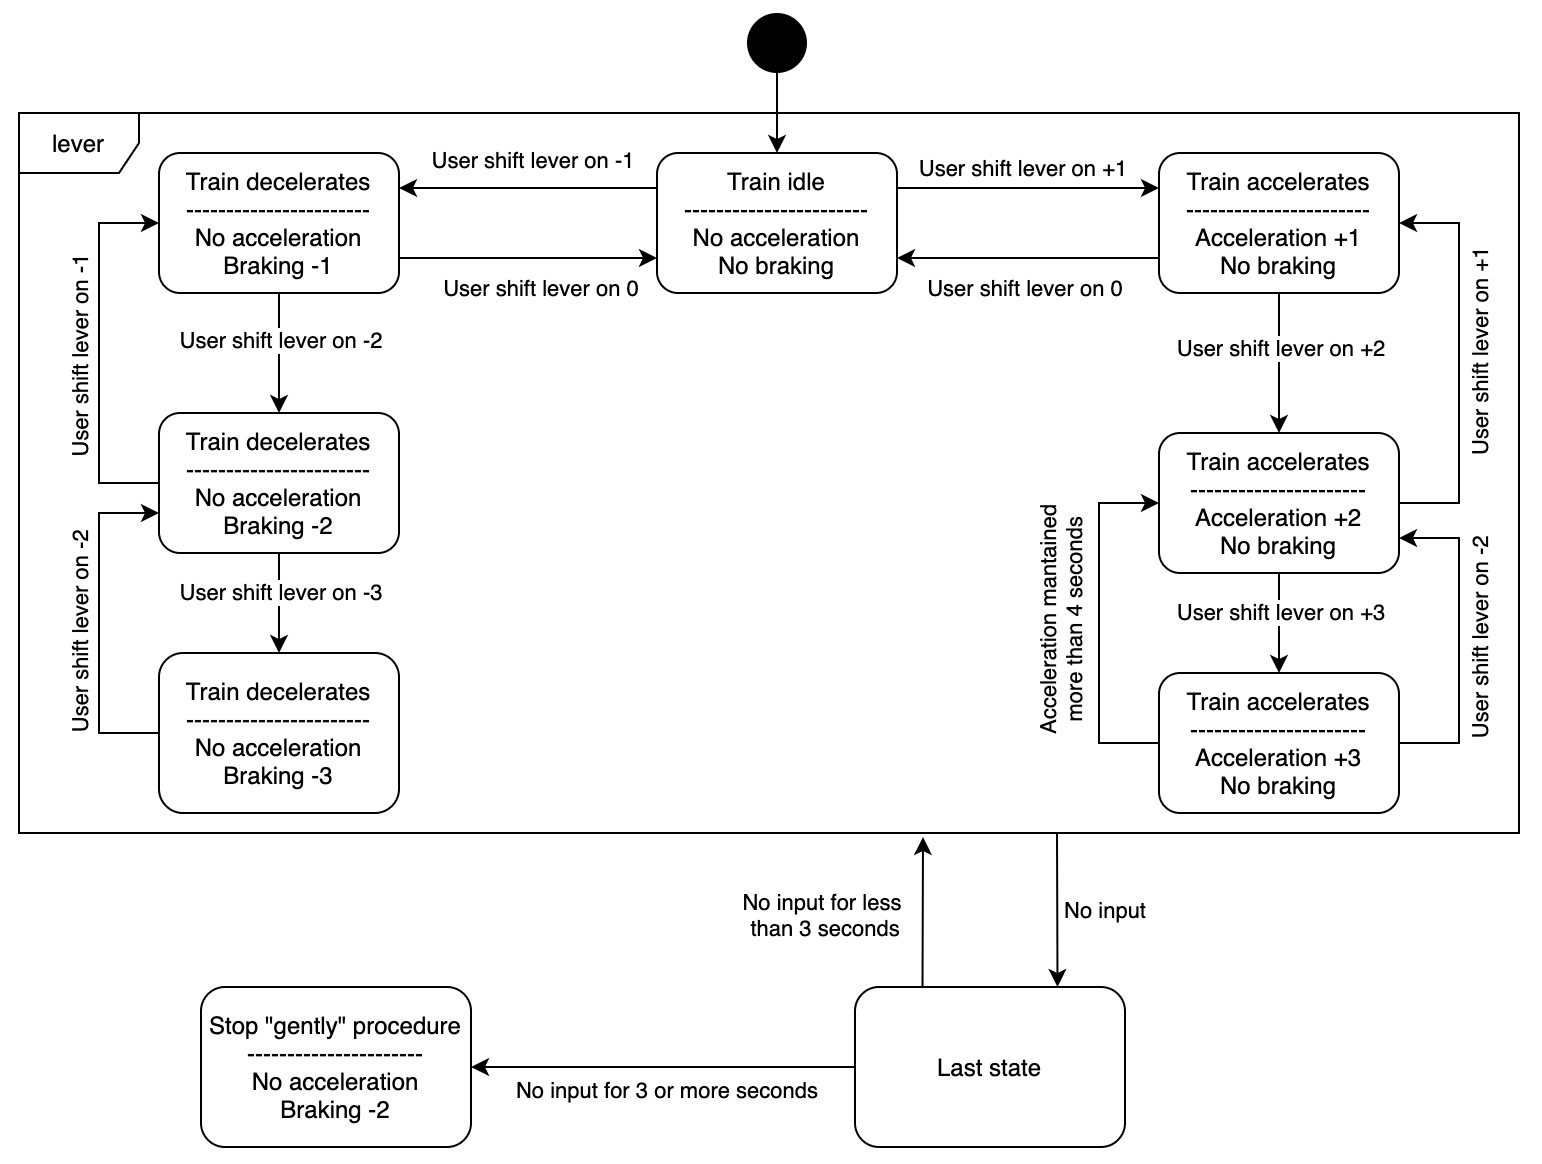 lever
Train decelerates
-----------------------
No acceleration
Braking -1
User shift lever on -1
Train idle
-----------------------
No acceleration
No braking
User shift lever on +1
Train accelerates
-----------------------
Acceleration +1
No braking
User shift lever on 0
User shift lever on 0
User shift lever on -1
User shift lever on -2
User shift lever on +2
User shift lever on +1
Train decelerates
-----------------------
No acceleration
Braking -2
Train accelerates
----------------------
Acceleration +2
No braking
User shift lever on -2
User shift lever on -3
Acceleration mantained
more than 4 seconds
User shift lever on +3
User shift lever on -2
Train decelerates
-----------------------
No acceleration
Braking -3
Train accelerates
----------------------
Acceleration +3
No braking
No input for less
than 3 seconds
No input
Stop "gently" procedure
----------------------
No acceleration
Braking -2
No input for 3 or more seconds
Last state